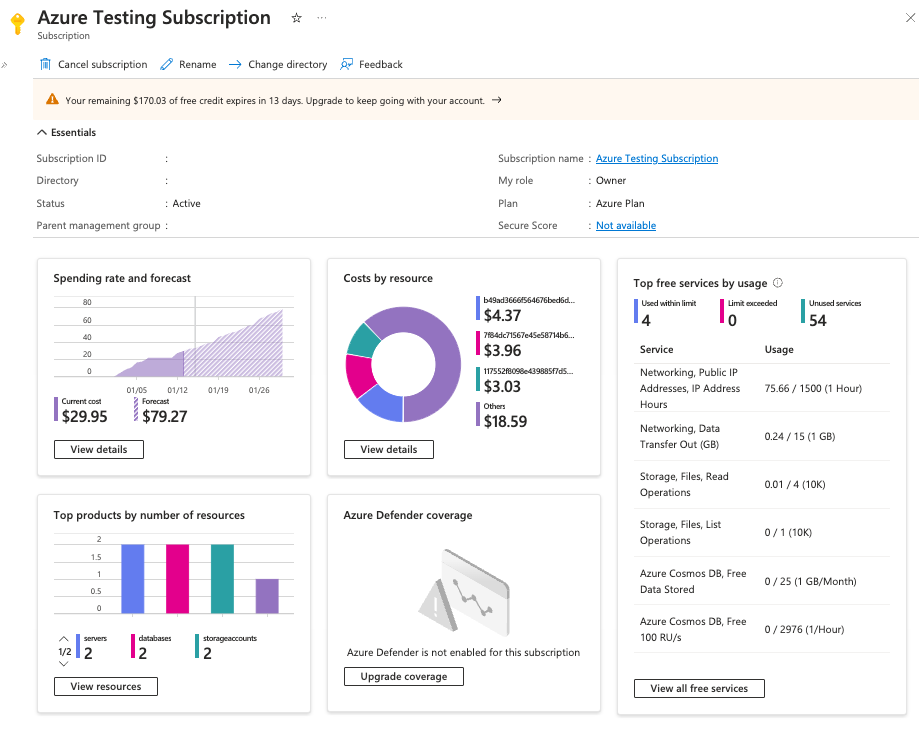 Azure Testing Subscription
Subscription
Cancel subscription Rename Change directory Feedback
Your remaining $170.03 of free credit expires in 13 days. Upgrade to keep going with your account.
Essentials
Subscription ID :
Directory :
Status : Active
Parent management group :
Subscription name : Azure Testing Subscription
My role : Owner
Plan : Azure Plan
Secure Score : Not available
Spending rate and forecast
80
60
40
20
0
01/05 01/12 01/19 01/26
Current cost
$29.95
Forecast
$79.27
View details
Costs by resource
b49ad3666f564676bed6d...
$4.37
7f84dc71567e45e58714b6...
$3.96
117552f8098e439885f7d5...
$3.03
Others
$18.59
View details
Top free services by usage
Used within limit
4
Limit exceeded
0
Unused services
54
Service Usage
Networking, Public IP
Addresses, IP Address
Hours
75.66 / 1500 (1 Hour)
Networking, Data
Transfer Out (GB)
0.24 / 15 (1 GB)
Storage, Files, Read
Operations
0.01 / 4 (10K)
Storage, Files, List
Operations
0 / 1 (10K)
Azure Cosmos DB, Free
Data Stored
0 / 25 (1 GB/Month)
Azure Cosmos DB, Free
100 RU/s
0 / 2976 (1/Hour)
View all free services
Top products by number of resources
2
1.5
1
0.5
0
1/2
servers
2
databases
2
storageaccounts
2
View resources
Azure Defender coverage
Azure Defender is not enabled for this subscription
Upgrade coverage